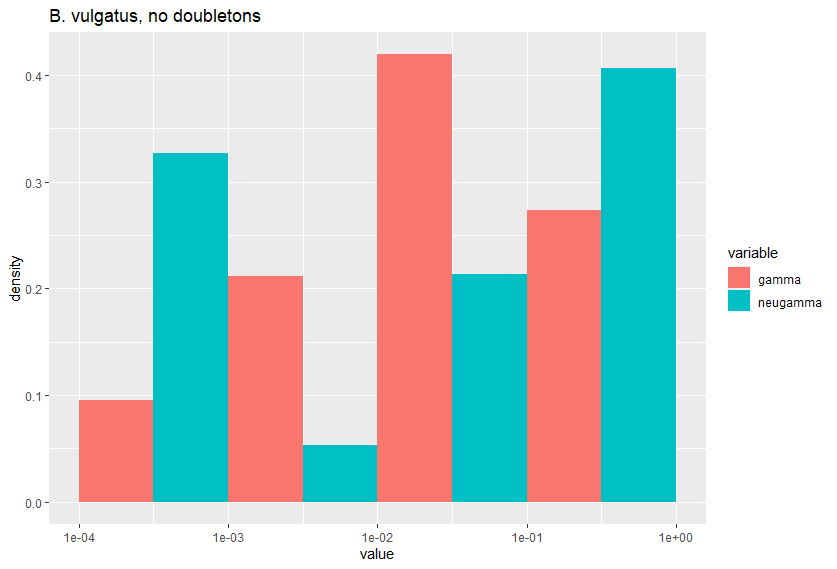 B. vulgatus, no doubletons
density
0.4
0.3
0.2
0.1
0.0
1e-04 1e-03 1e-02 1e-01 1e+00
value
variable
gamma
neugamma